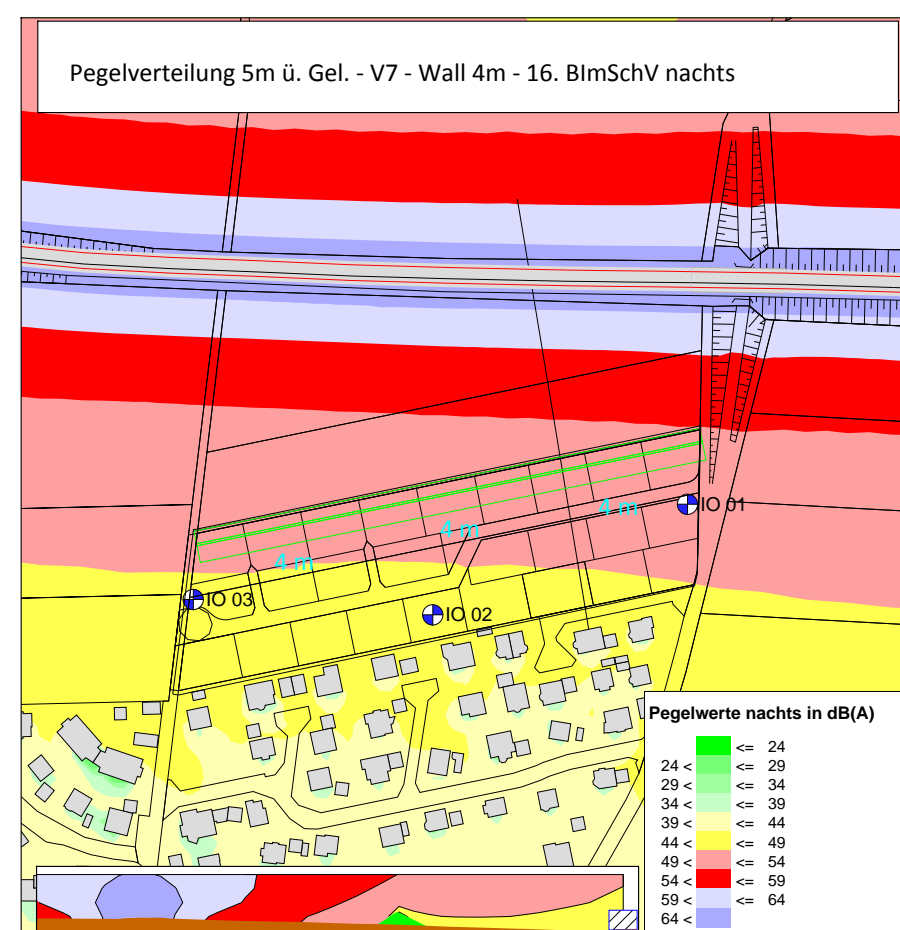 Pegelverteilung 5m ü. Gel. - V7 - Wall 4m - 16. BImSchV nachts
IO 01
4 m
4 m
4 m
IO 03
IO 02
Pegelwerte nachts in dB(A)
<= 24
24 < <= 29
29 < <= 34
34 < <= 39
39 < <= 44
44 < <= 49
49 < <= 54
54 < <= 59
59 < <= 64
64 <